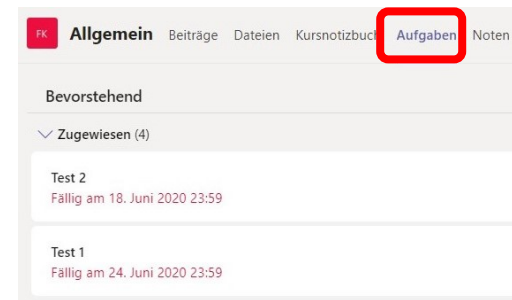 FK Allgemein Beiträge Dateien Kursnotizbuch Aufgaben Noten
Bevorstehend
Zugewiesen (4)
Test 2
Fällig am 18. Juni 2020 23:59
Test 1
Fällig am 24. Juni 2020 23:59